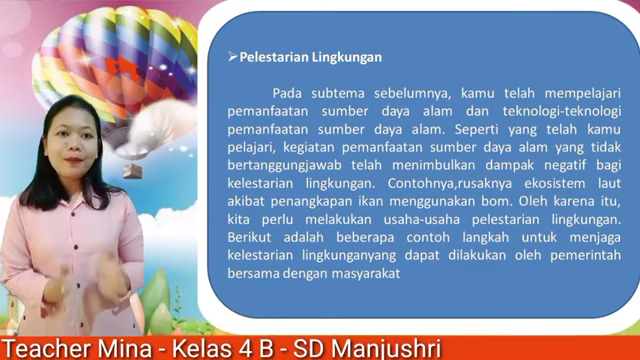 ➢Pelestarian Lingkungan
Pada subtema sebelumnya, kamu telah mempelajari
pemanfaatan sumber daya alam dan teknologi-teknologi
pemanfaatan sumber daya alam. Seperti yang telah kamu
pelajari, kegiatan pemanfaatan sumber daya alam yang tidak
bertanggungjawab telah menimbulkan dampak negatif bagi
kelestarian lingkungan. Contohnya,rusaknya ekosistem laut
akibat penangkapan ikan menggunakan bom. Oleh karena itu,
kita perlu melakukan usaha-usaha pelestarian lingkungan.
Berikut adalah beberapa contoh langkah untuk menjaga
kelestarian lingkunganyang dapat dilakukan oleh pemerintah
bersama dengan masyarakat
Teacher Mina - Kelas 4 B - SD Manjushri